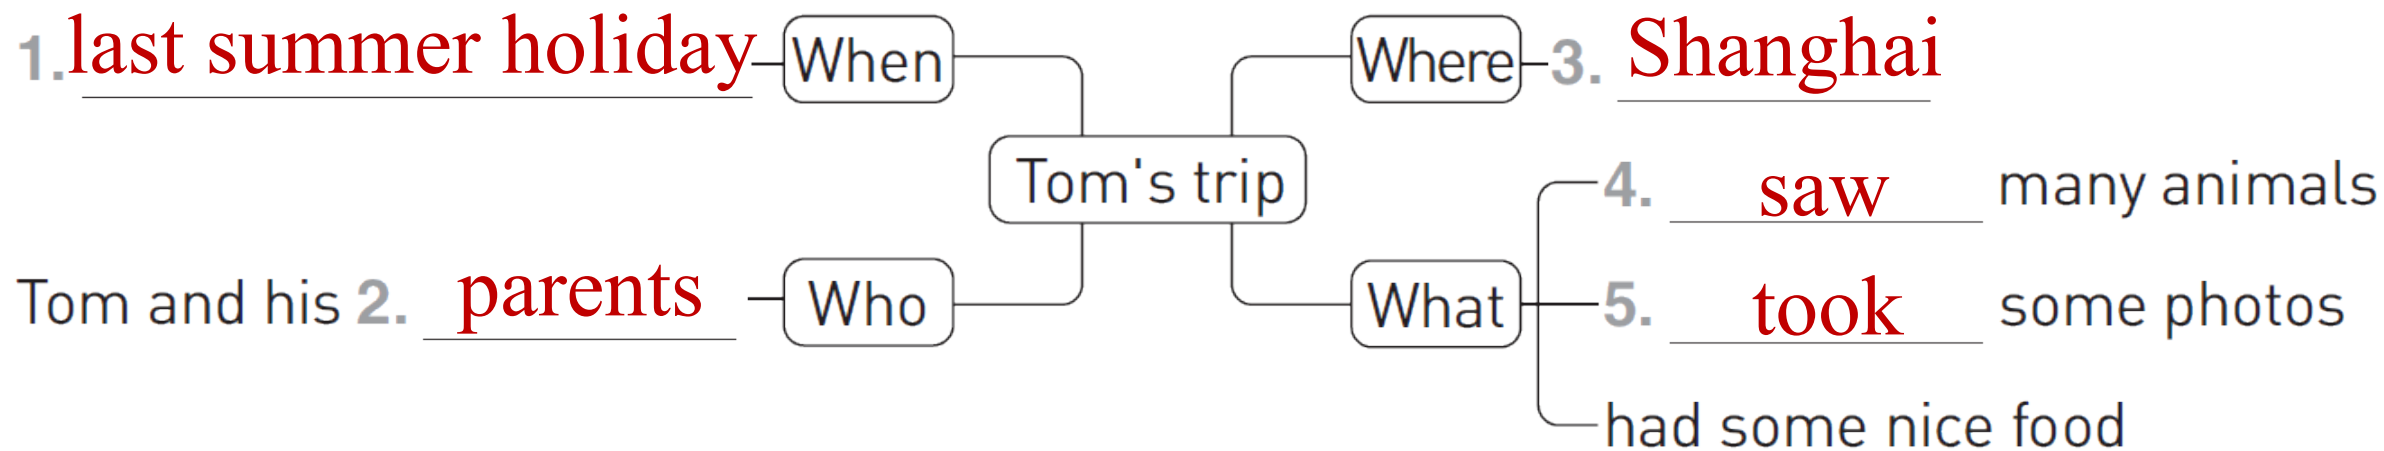 1. last summer holiday When
Where 3. Shanghai
Tom's trip
4. saw many animals
Tom and his 2. parents Who
What 5. took some photos
had some nice food